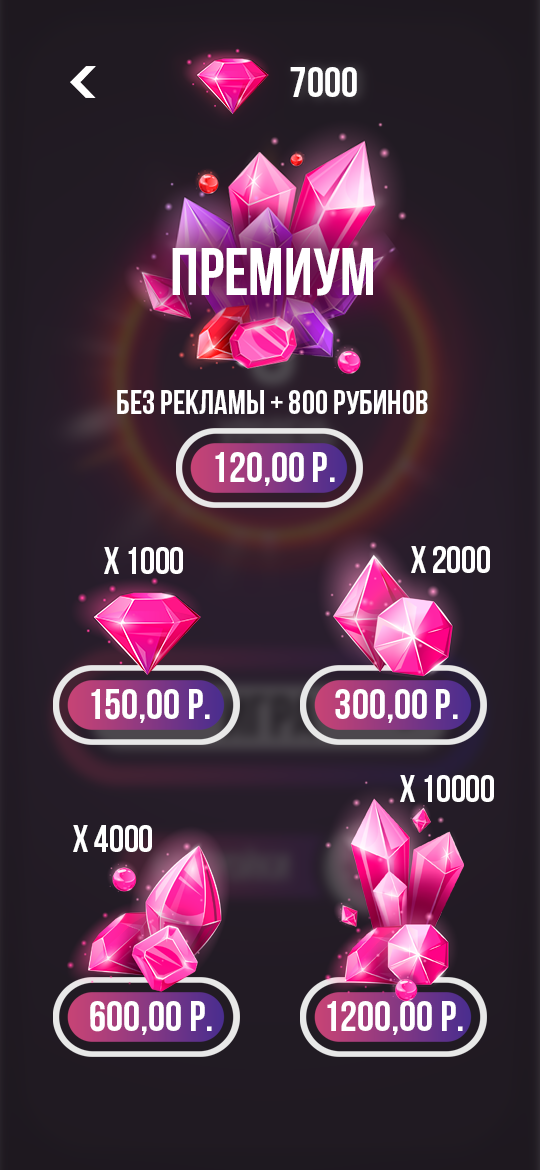 7000
ПРЕМИУМ
БЕЗ РЕКЛАМЫ + 800 РУБИНОВ
120,00 Р.
X 1000
X 2000
150,00 Р.
300,00 Р.
X 4000
X 10000
600,00 Р.
1200,00 Р.